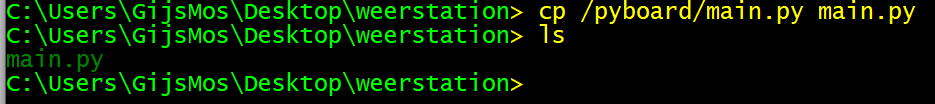 C:\Users\GijsMos\Desktop\weerstation> cp /pyboard/main.py main.py
C:\Users\GijsMos\Desktop\weerstation> ls
main.py
C:\Users\GijsMos\Desktop\weerstation>